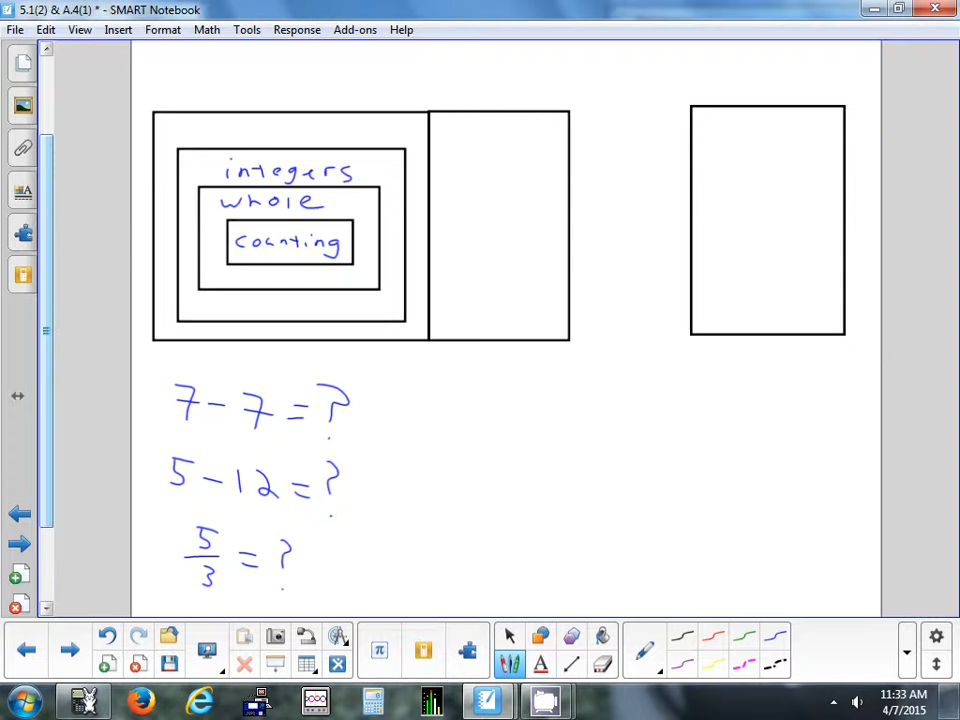 5.1(2) & A.4(1) * - SMART Notebook
File Edit View Insert Format Math Tools Response Add-ons Help
integers
whole
counting
7 - 7 = ?
5 - 12 = ?
5/3 = ?
11:33 AM
4/7/2015